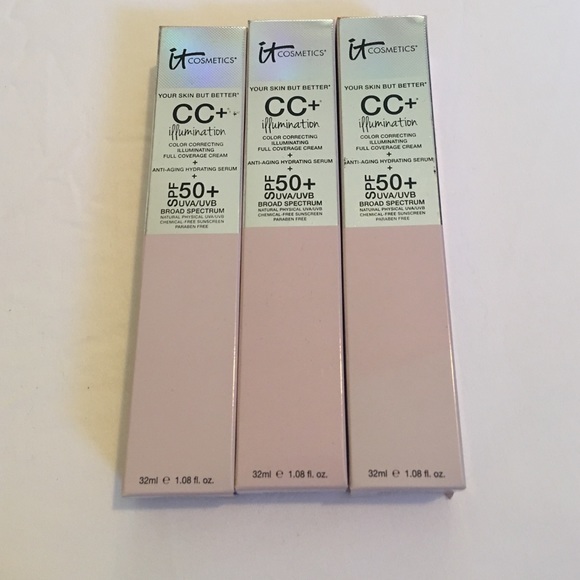 it COSMETICS
YOUR SKIN BUT BETTER
CC+
illumination
COLOR CORRECTING
ILLUMINATING
FULL COVERAGE CREAM
+
ANTI-AGING HYDRATING SERUM
+
SPF 50+
UVA/UVB
BROAD SPECTRUM
NATURAL PHYSICAL UVA/UVB
CHEMICAL-FREE SUNSCREEN
PARABEN FREE
32ml ℮ 1.08 fl. oz.
it COSMETICS
YOUR SKIN BUT BETTER
CC+
illumination
COLOR CORRECTING
ILLUMINATING
FULL COVERAGE CREAM
+
ANTI-AGING HYDRATING SERUM
+
SPF 50+
UVA/UVB
BROAD SPECTRUM
NATURAL PHYSICAL UVA/UVB
CHEMICAL-FREE SUNSCREEN
PARABEN FREE
32ml ℮ 1.08 fl. oz.
it COSMETICS
YOUR SKIN BUT BETTER
CC+
illumination
COLOR CORRECTING
ILLUMINATING
FULL COVERAGE CREAM
+
ANTI-AGING HYDRATING SERUM
+
SPF 50+
UVA/UVB
BROAD SPECTRUM
NATURAL PHYSICAL UVA/UVB
CHEMICAL-FREE SUNSCREEN
PARABEN FREE
32ml ℮ 1.08 fl. oz.